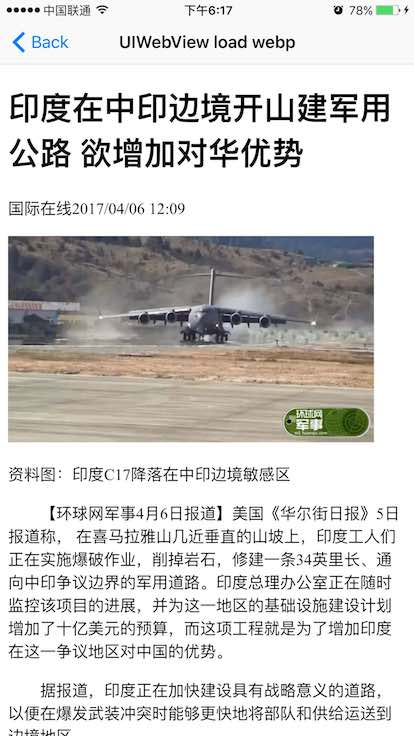 中国联通 下午6:17 78%
Back UIWebView load webp
印度在中印边境开山建军用
公路 欲增加对华优势
国际在线2017/04/06 12:09
环球网
军事
资料图：印度C17降落在中印边境敏感区
【环球网军事4月6日报道】美国《华尔街日报》5日
报道称， 在喜马拉雅山几近垂直的山坡上，印度工人们
正在实施爆破作业，削掉岩石，修建一条34英里长、通
向中印争议边界的军用道路。印度总理办公室正在随时
监控该项目的进展，并为这一地区的基础设施建设计划
增加了十亿美元的预算，而这项工程就是为了增加印度
在这一争议地区对中国的优势。
据报道，印度正在加快建设具有战略意义的道路，
以便在爆发武装冲突时能够更快地将部队和供给运送到
边境地区